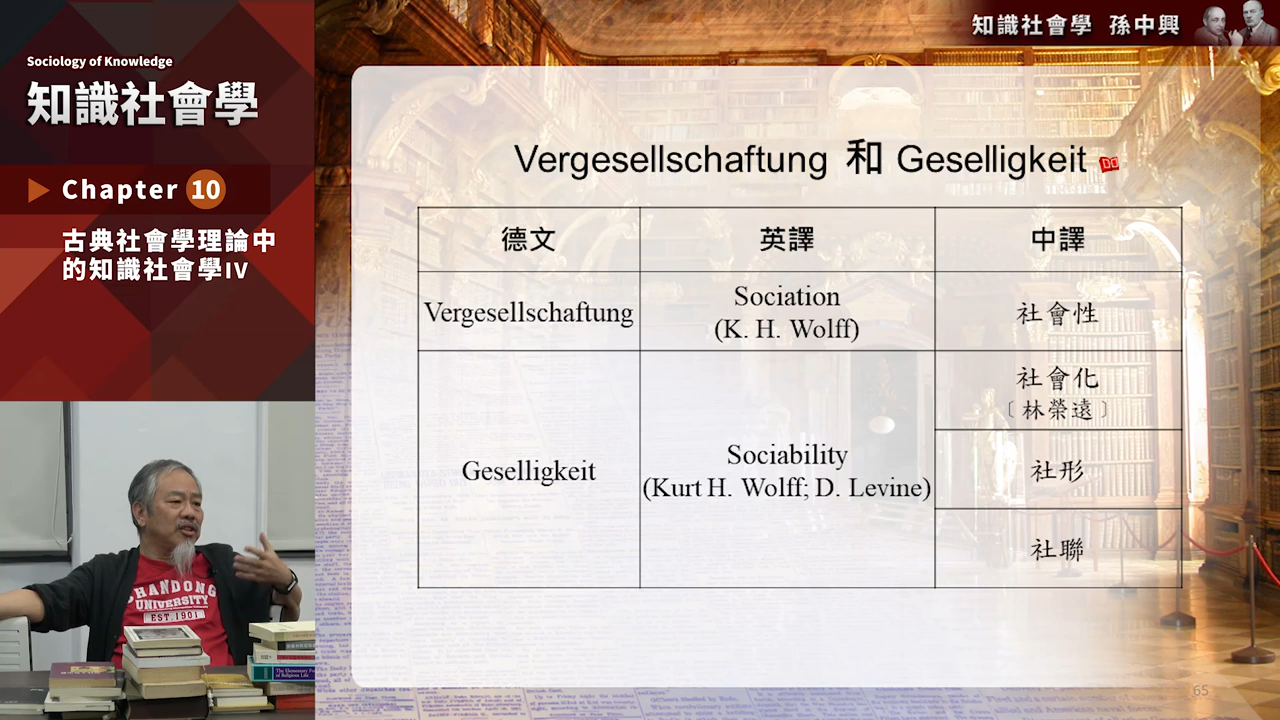 Sociology of Knowledge
知識社會學
Chapter 10
古典社會學理論中
的知識社會學IV
知識社會學 孫中興
Vergesellschaftung 和 Geselligkeit
德文
英譯
中譯
Vergesellschaftung
Sociation
(K. H. Wolff)
社會性
Geselligkeit
Sociability
(Kurt H. Wolff; D. Levine)
社會化
〔林榮遠〕
社形
社聯
SHANDONG
UNIVERSITY
EST. 1901
65